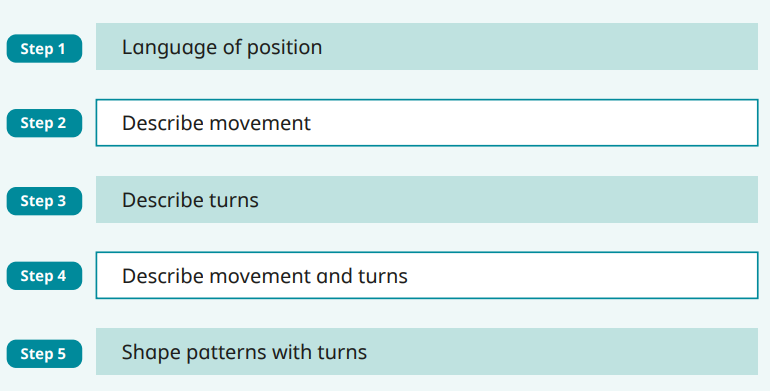 Step 1 Language of position
Step 2 Describe movement
Step 3 Describe turns
Step 4 Describe movement and turns
Step 5 Shape patterns with turns